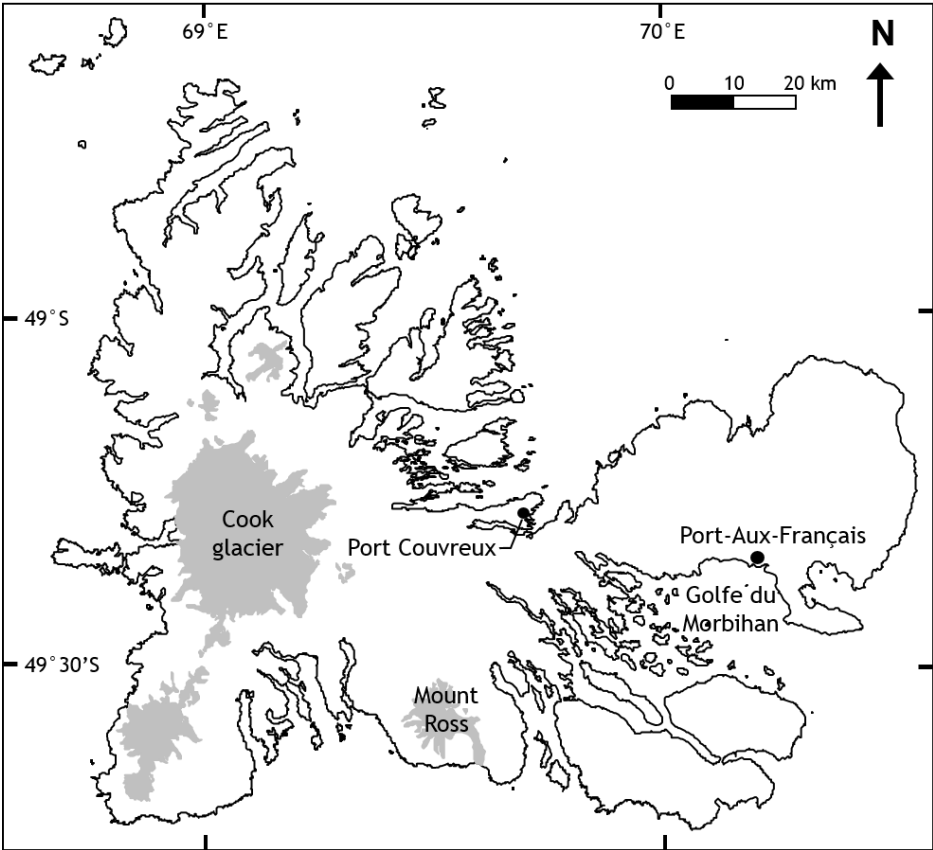 69°E
70°E
N
0 10 20 km
49°S
Cook
glacier
Port Couvreux
Port-Aux-Français
Golfe du
Morbihan
49°30'S
Mount
Ross